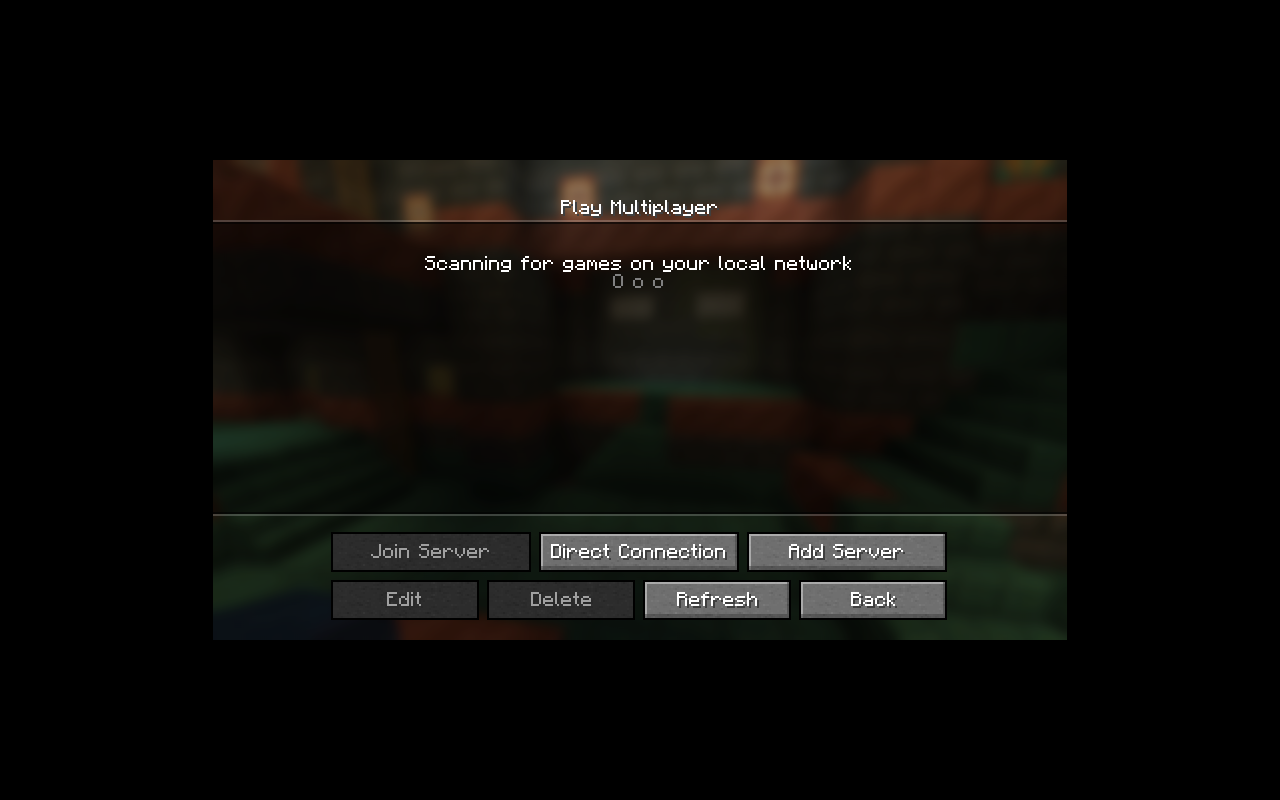 Play Multiplayer
Scanning for games on your local network
O o o
Join Server
Direct Connection
Add Server
Edit
Delete
Refresh
Back